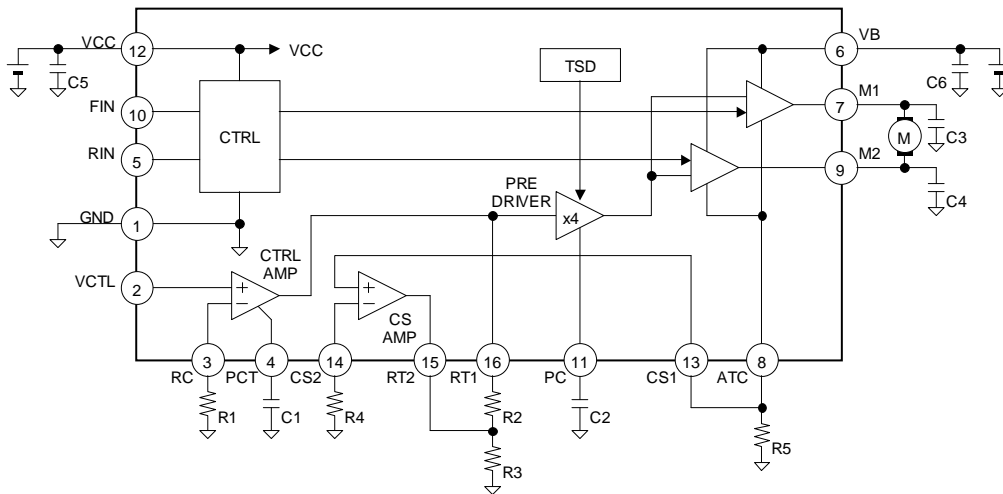 VCC
12
VCC
C5
TSD
VB
6
C6
FIN
10
CTRL
M1
7
M
C3
RIN
5
M2
9
C4
PRE
DRIVER
x4
GND
1
CTRL
AMP
VCTL
2
+
−
+
−
CS
AMP
3
4
14
15
16
11
13
8
RC
PCT
CS2
RT2
RT1
PC
CS1
ATC
R1
C1
R4
R2
C2
R3
R5